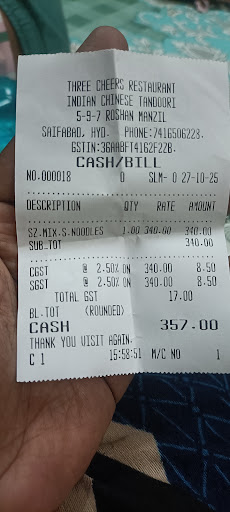 THREE CHEERS RESTAURANT
INDIAN CHINESE TANDOORI
5-9-7 ROSHAN MANZIL
SAIFABAD, HYD. PHONE:7416506228.
GSTIN:36AABFT4162F2ZB.
CASH/BILL
NO.000018 0 SLM- 0 27-10-25
DESCRIPTION QTY RATE AMOUNT
SZ.MIX.S.NOODLES 1.00 340.00 340.00
SUB.TOT 340.00
CGST @ 2.50% ON 340.00 8.50
SGST @ 2.50% ON 340.00 8.50
TOTAL GST 17.00
BL.TOT (ROUNDED)
CASH 357.00
THANK YOU VISIT AGAIN.
C 1 15:58:51 M/C NO 1